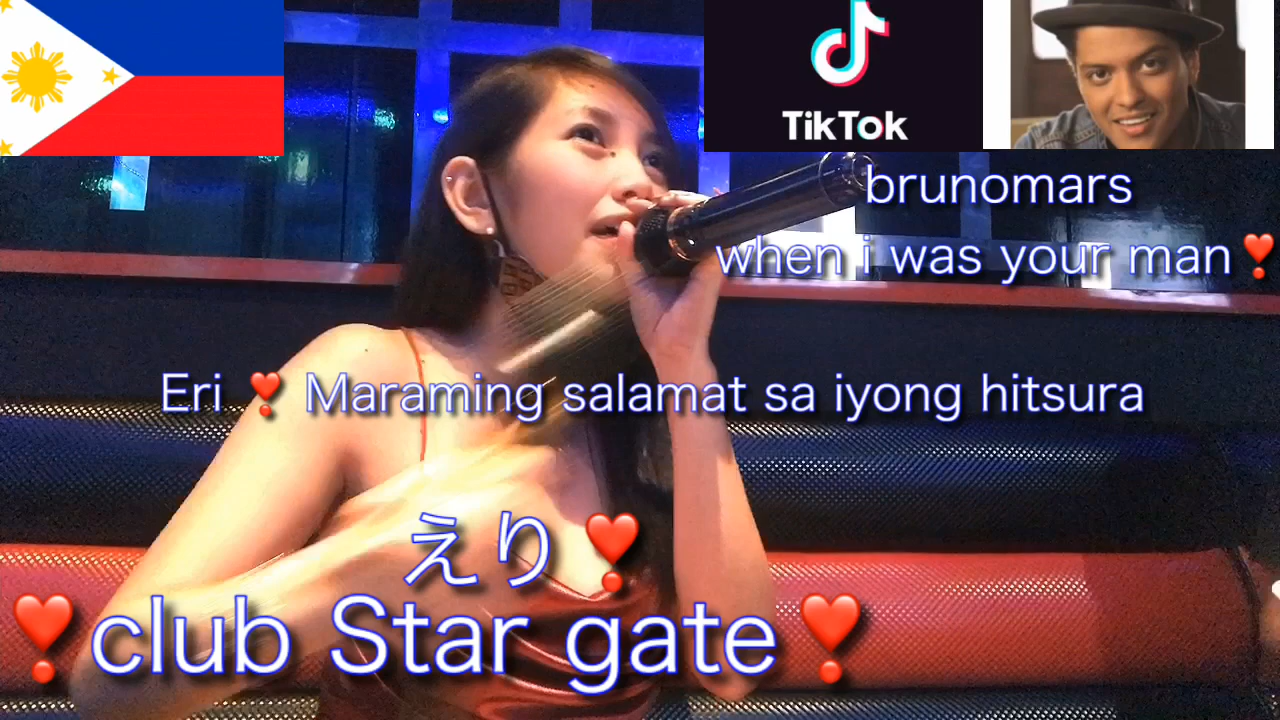 TikTok
brunomars
when i was your man❣
Eri ❣ Maraming salamat sa iyong hitsura
えり❣
❣club Star gate❣